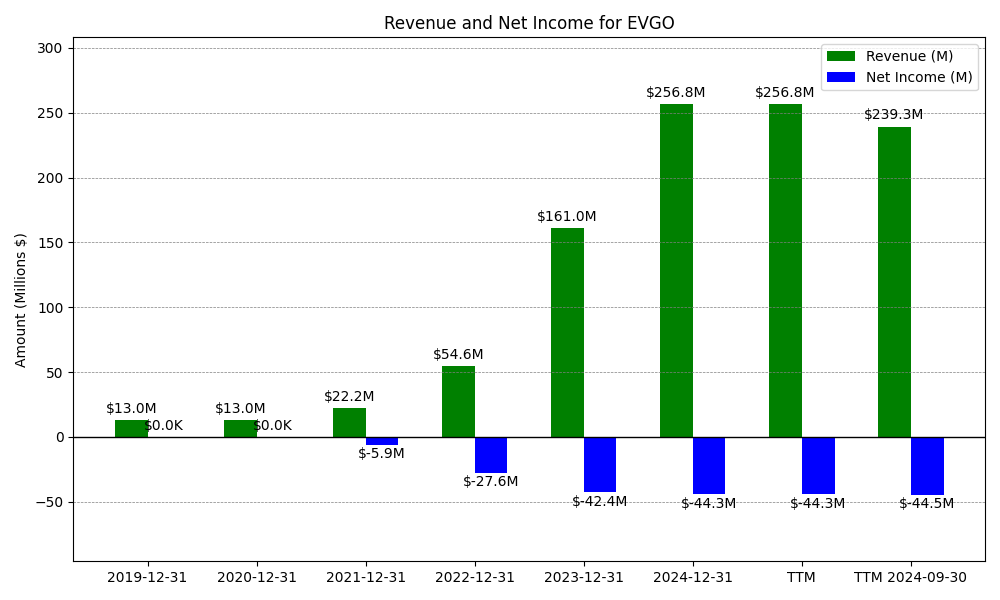 Revenue and Net Income for EVGO
Revenue (M)
Net Income (M)
Amount (Millions $)
300
250
200
150
100
50
0
−50
$13.0M
$0.0K
$13.0M
$0.0K
$22.2M
$-5.9M
$54.6M
$-27.6M
$161.0M
$-42.4M
$256.8M
$-44.3M
$256.8M
$-44.3M
$239.3M
$-44.5M
2019-12-31
2020-12-31
2021-12-31
2022-12-31
2023-12-31
2024-12-31
TTM
TTM 2024-09-30